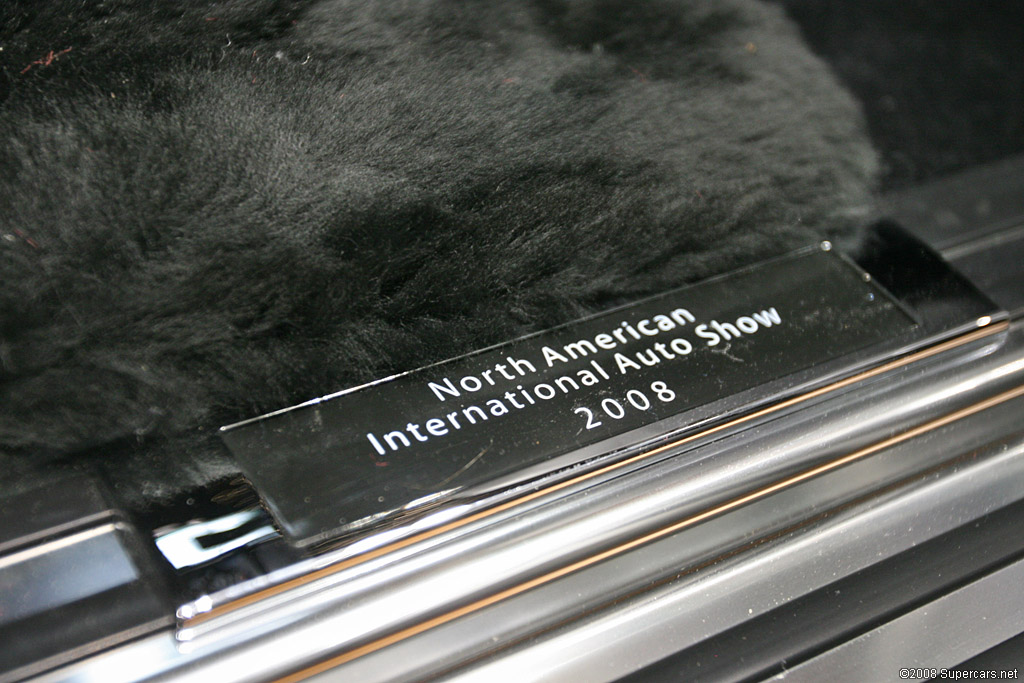 North American
International Auto Show
2008
©2008 Supercars.net